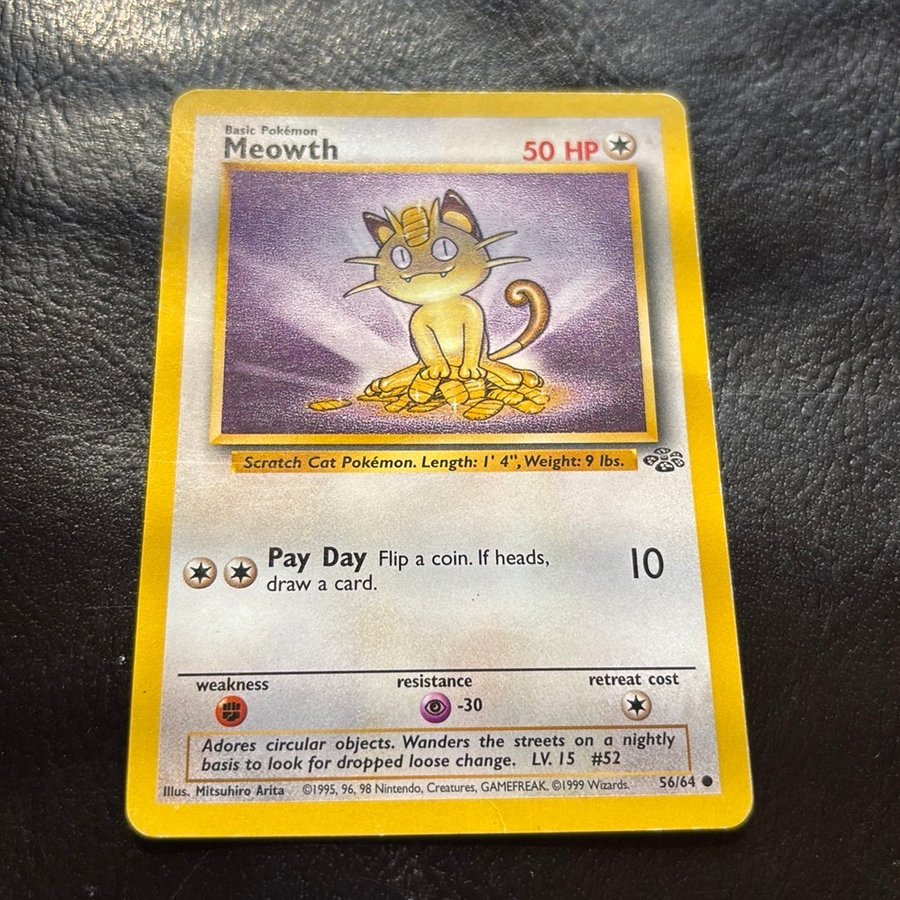 Basic Pokémon
Meowth 50 HP
Scratch Cat Pokémon. Length: 1' 4", Weight: 9 lbs.
Pay Day Flip a coin. If heads, 10
draw a card.
weakness resistance retreat cost
-30
Adores circular objects. Wanders the streets on a nightly
basis to look for dropped loose change. LV. 15 #52
Illus. Mitsuhiro Arita ©1995, 96, 98 Nintendo, Creatures, GAMEFREAK. ©1999 Wizards. 56/64